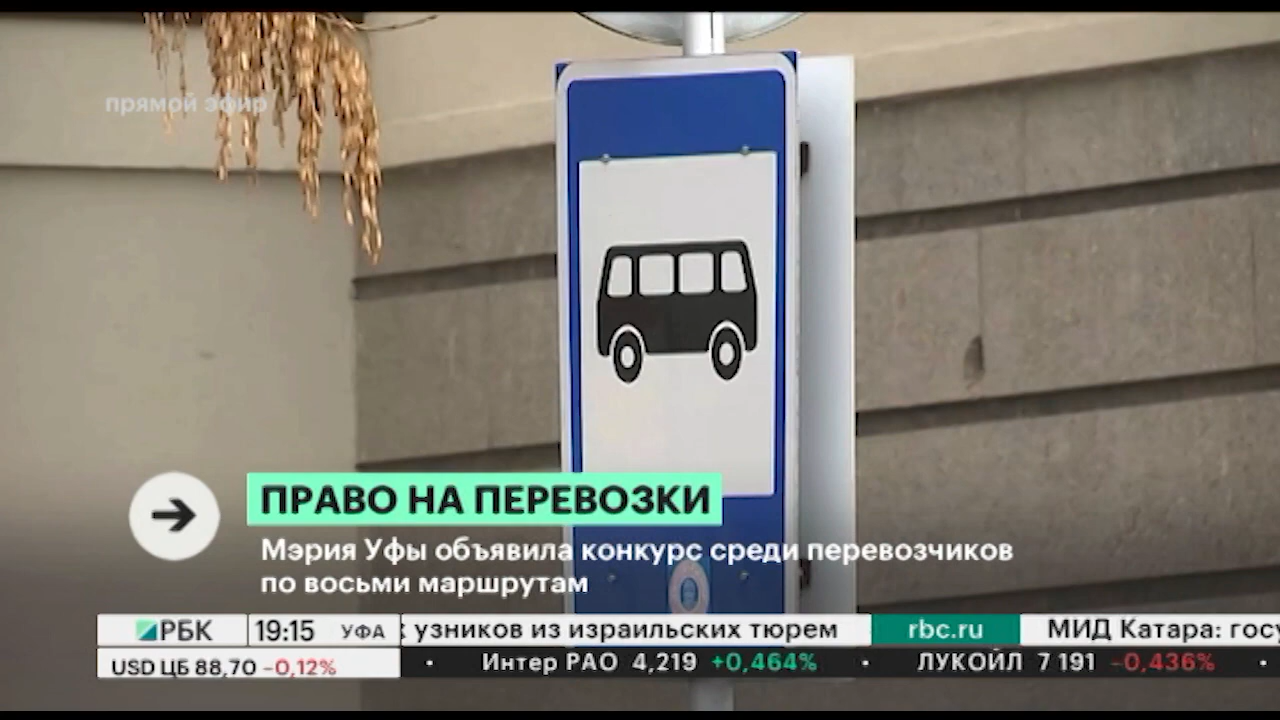 прямой эфир
ПРАВО НА ПЕРЕВОЗКИ
Мэрия Уфы объявила конкурс среди перевозчиков
по восьми маршрутам
РБК 19:15 УФА узников из израильских тюрем rbc.ru МИД Катара:
USD ЦБ 88,70 -0,12% • Интер РАО 4,219 +0,464% • ЛУКОЙЛ 7 191 -0,436% •